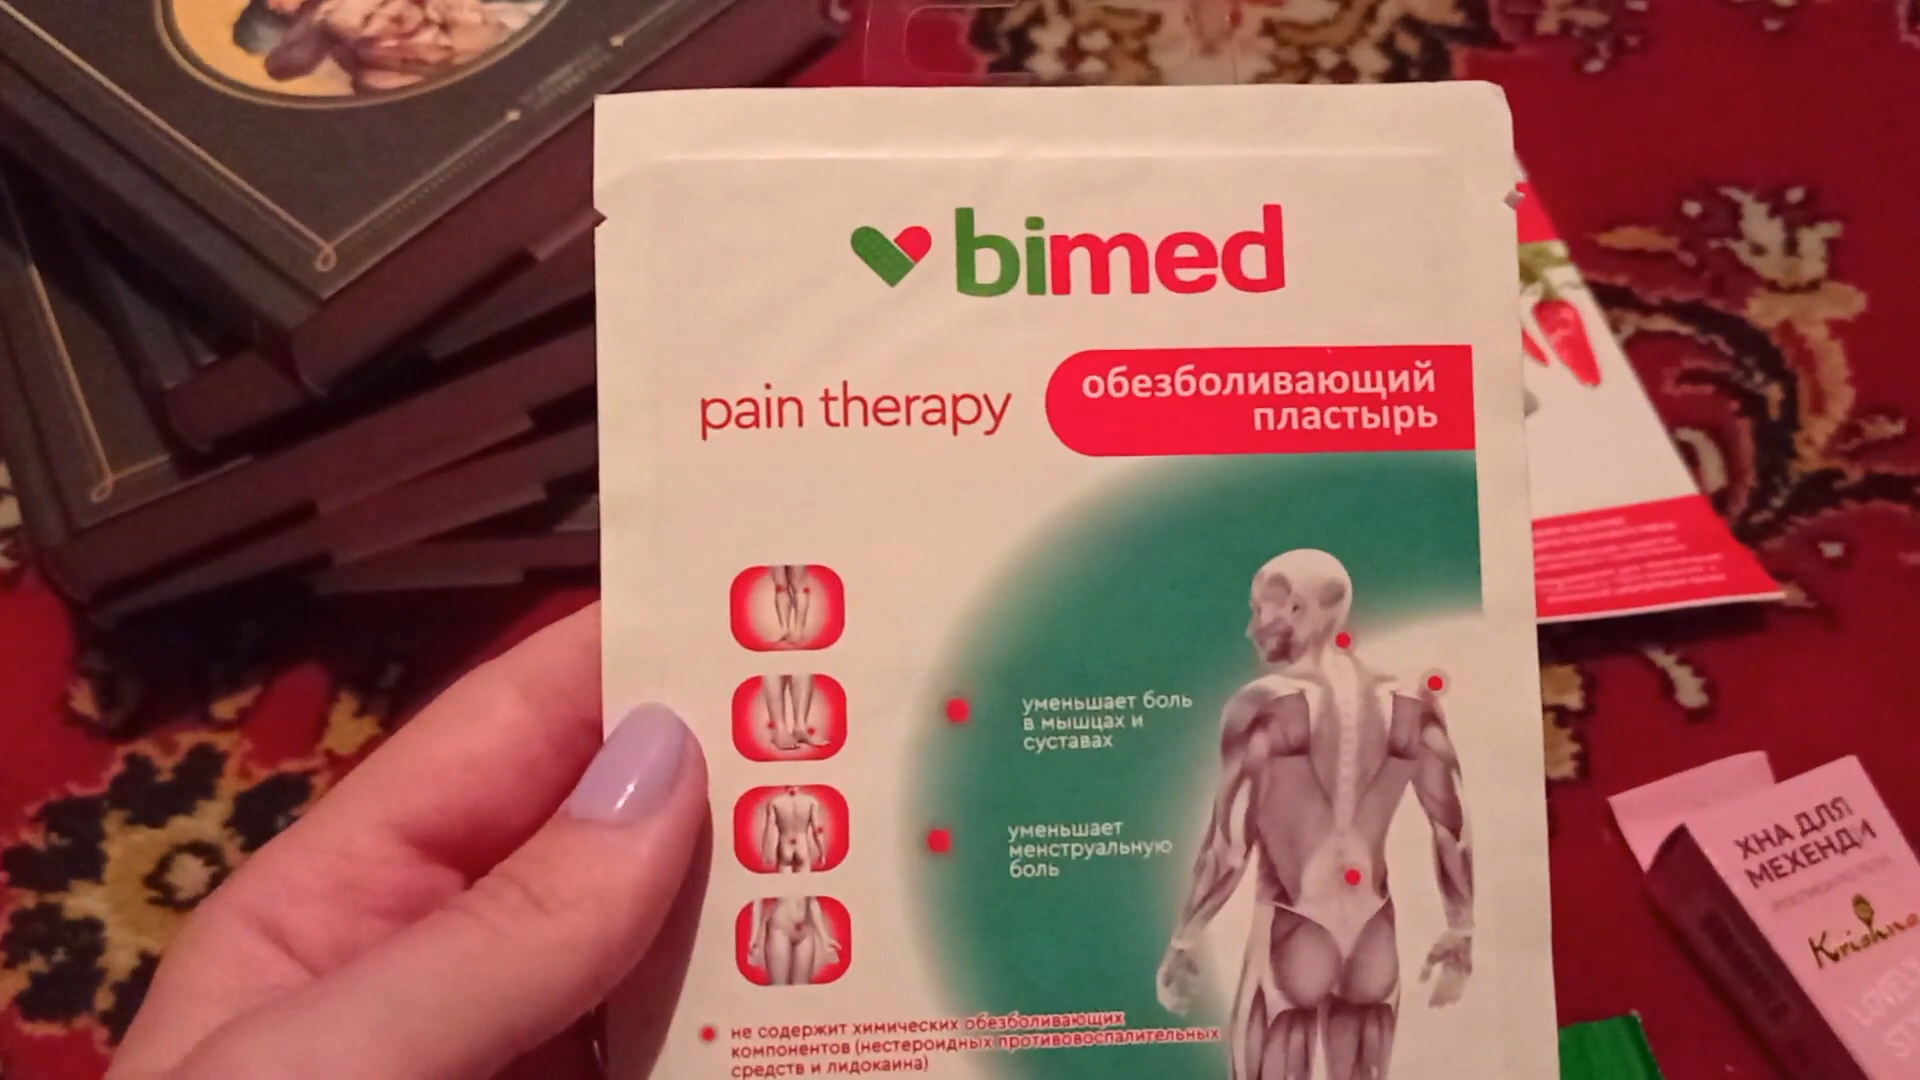 bimed
pain therapy
обезболивающий
пластырь
уменьшает боль
в мышцах и
суставах
уменьшает
менструальную
боль
не содержит химических обезболивающих
компонентов (нестероидных противовоспалительных
средств и лидокаина)
ХНА ДЛЯ
МЕХЕНДИ
Krishna